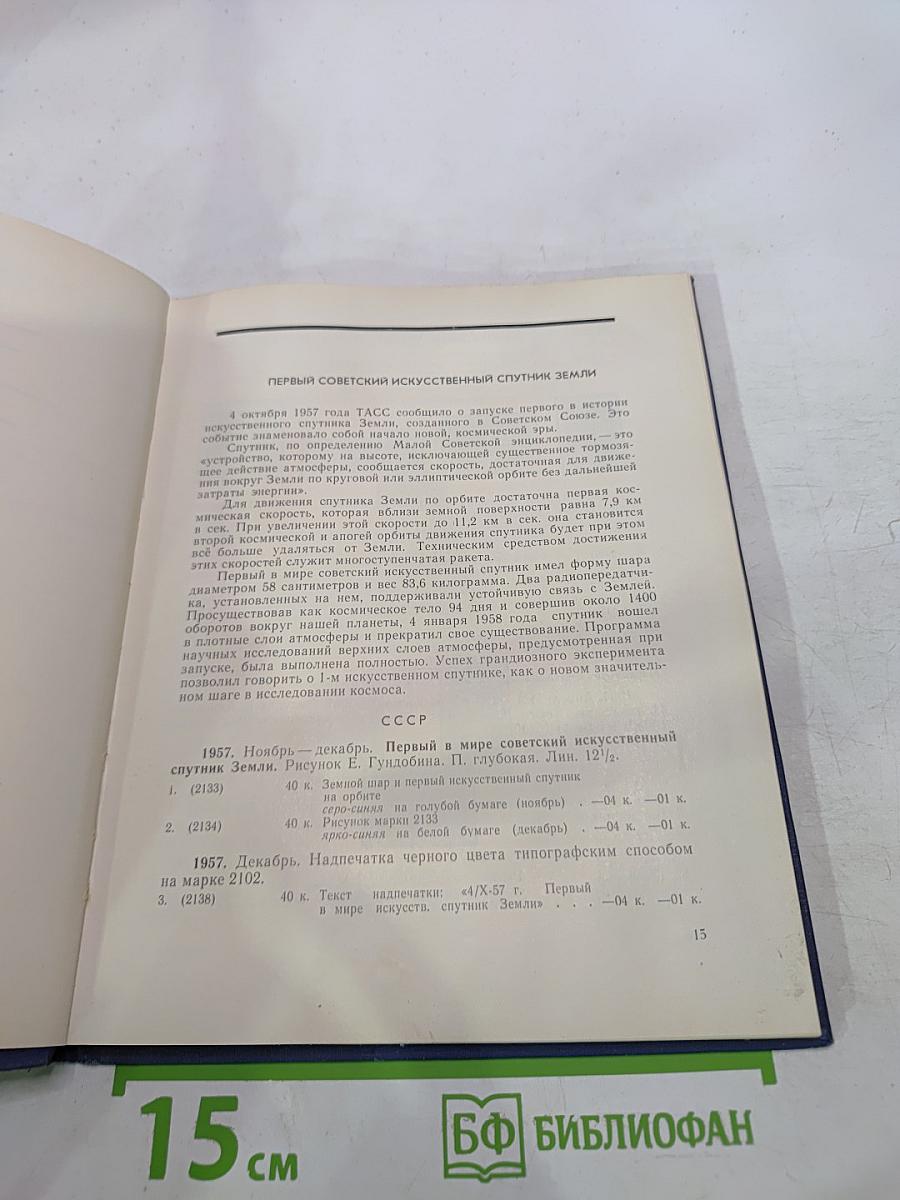 ПЕРВЫЙ СОВЕТСКИЙ ИСКУССТВЕННЫЙ СПУТНИК ЗЕМЛИ
4 октября 1957 года ТАСС сообщило о запуске первого в истории
искусственного спутника Земли, созданного в Советском Союзе. Это
событие знаменовало собой начало новой, космической эры.
Спутник, по определению Малой Советской энциклопедии, — это
«устройство, которому на высоте, исключающей существенное тормозя-
щее действие атмосферы, сообщается скорость, достаточная для движе-
ния вокруг Земли по круговой или эллиптической орбите без дальнейшей
затраты энергии».
Для движения спутника Земли по орбите достаточна первая кос-
мическая скорость, которая вблизи земной поверхности равна 7,9 км
в сек. При увеличении этой скорости до 11,2 км в сек. она становится
второй космической и апогей орбиты движения спутника будет при этом
всё больше удаляться от Земли. Техническим средством достижения
этих скоростей служит многоступенчатая ракета.
Первый в мире советский искусственный спутник имел форму шара
диаметром 58 сантиметров и вес 83,6 килограмма. Два радиопередатчи-
ка, установленных на нем, поддерживали устойчивую связь с Землей.
Просуществовав как космическое тело 94 дня и совершив около 1400
оборотов вокруг нашей планеты, 4 января 1958 года спутник вошел
в плотные слои атмосферы и прекратил свое существование. Программа
научных исследований верхних слоев атмосферы, предусмотренная при
запуске, была выполнена полностью. Успех грандиозного эксперимента
позволил говорить о 1-м искусственном спутнике, как о новом значитель-
ном шаге в исследовании космоса.
СССР
1957. Ноябрь — декабрь. Первый в мире советский искусственный
спутник Земли. Рисунок Е. Гундобина. П. глубокая. Лин. 12½.
1. (2133) 40 к. Земной шар и первый искусственный спутник
на орбите
серо-синяя на голубой бумаге (ноябрь) . —04 к. —01 к.
2. (2134) 40 к. Рисунок марки 2133
ярко-синяя на белой бумаге (декабрь) . —04 к. —01 к.
1957. Декабрь. Надпечатка черного цвета типографским способом
на марке 2102.
3. (2138) 40 к. Текст надпечатки: «4/X-57 г. Первый
в мире искусств. спутник Земли» . . . —04 к. —01 к.
15
15 см
БФ БИБЛИОФАН